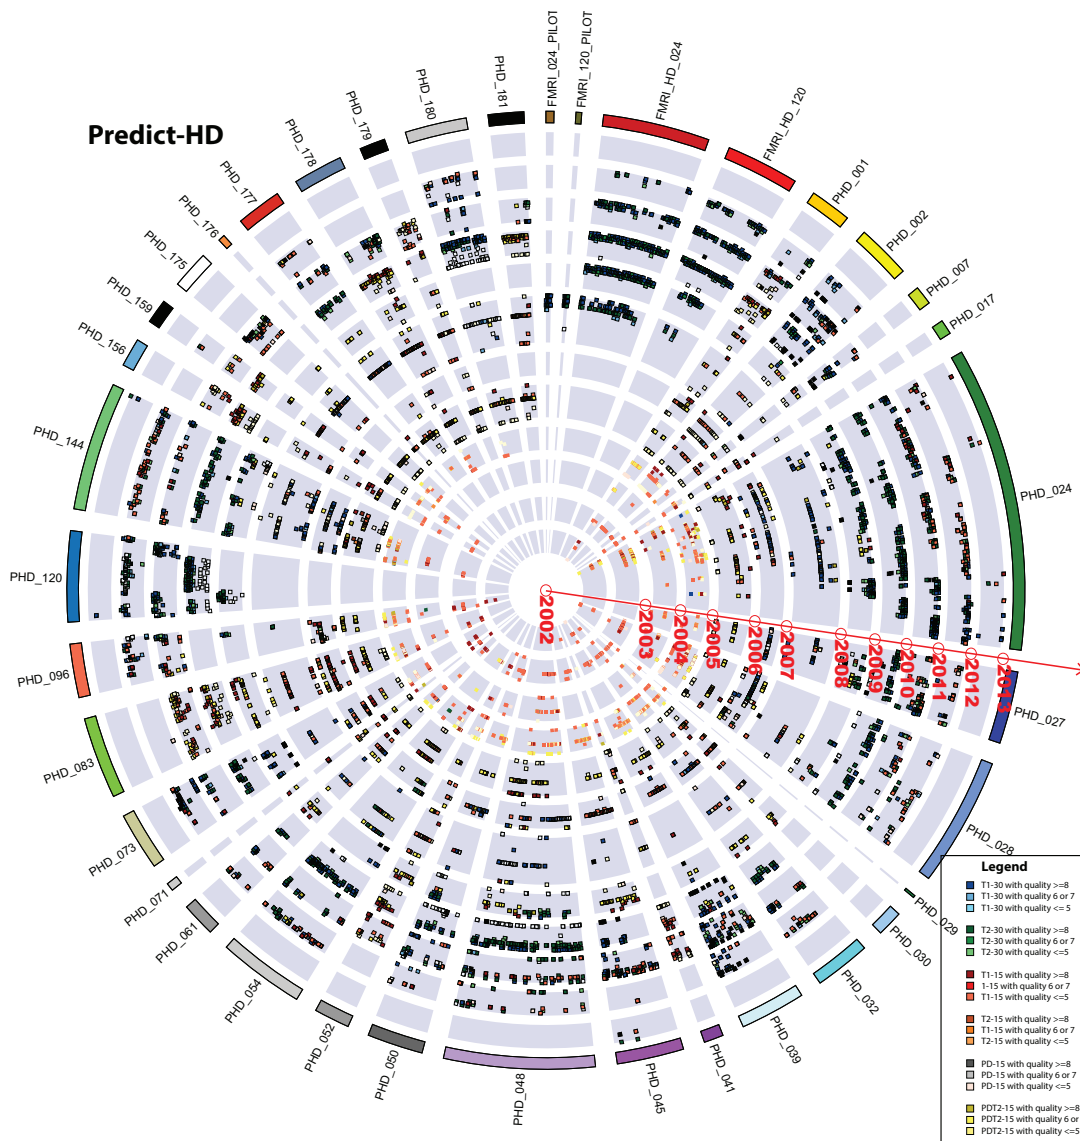 Predict-HD
FMRI_024_PILOT
FMRI_120_PILOT
FMRI_HD_024
FMRI_HD_120
PHD_001
PHD_002
PHD_007
PHD_017
PHD_024
PHD_027
PHD_028
PHD_029
PHD_030
PHD_032
PHD_039
PHD_041
PHD_045
PHD_048
PHD_050
PHD_052
PHD_054
PHD_061
PHD_071
PHD_073
PHD_083
PHD_096
PHD_120
PHD_144
PHD_156
PHD_159
PHD_175
PHD_176
PHD_177
PHD_178
PHD_179
PHD_180
PHD_181
2002
2003
2004
2005
2006
2007
2008
2009
2010
2011
2012
2013
Legend
T1-30 with quality >=8
T1-30 with quality 6 or 7
T1-30 with quality <= 5
T2-30 with quality >=8
T2-30 with quality 6 or 7
T2-30 with quality <=5
T1-15 with quality >=8
1-15 with quality 6 or 7
T1-15 with quality <=5
T2-15 with quality >=8
T1-15 with quality 6 or 7
T2-15 with quality <=5
PD-15 with quality >=8
PD-15 with quality 6 or 7
PD-15 with quality <=5
PDT2-15 with quality >=8
PDT2-15 with quality 6 or
PDT2-15 with quality <=5